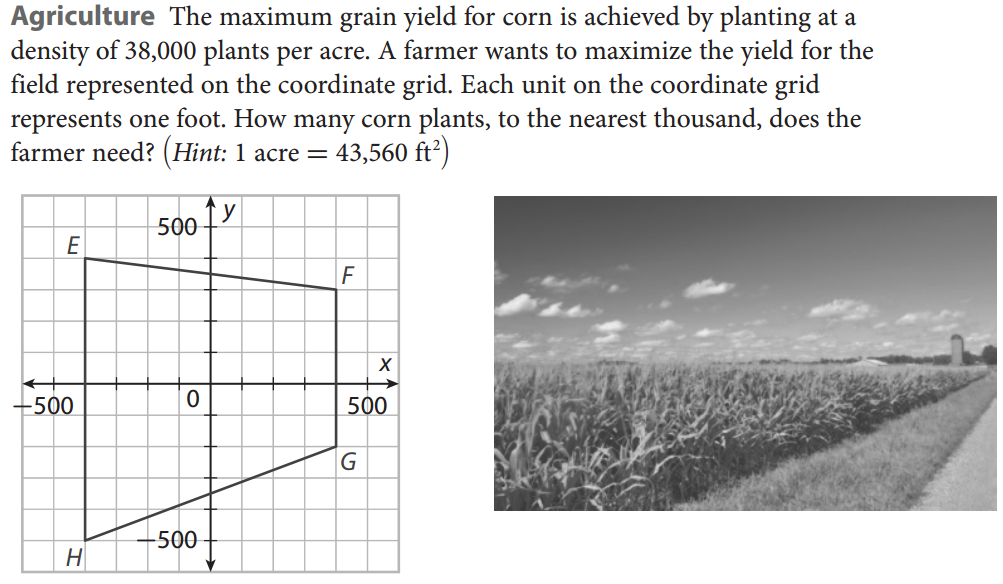 Agriculture The maximum grain yield for corn is achieved by planting at a
density of 38,000 plants per acre. A farmer wants to maximize the yield for the
field represented on the coordinate grid. Each unit on the coordinate grid
represents one foot. How many corn plants, to the nearest thousand, does the
farmer need? (Hint: 1 acre = 43,560 ft²)
y
500
E
F
x
−500
0
500
G
−500
H